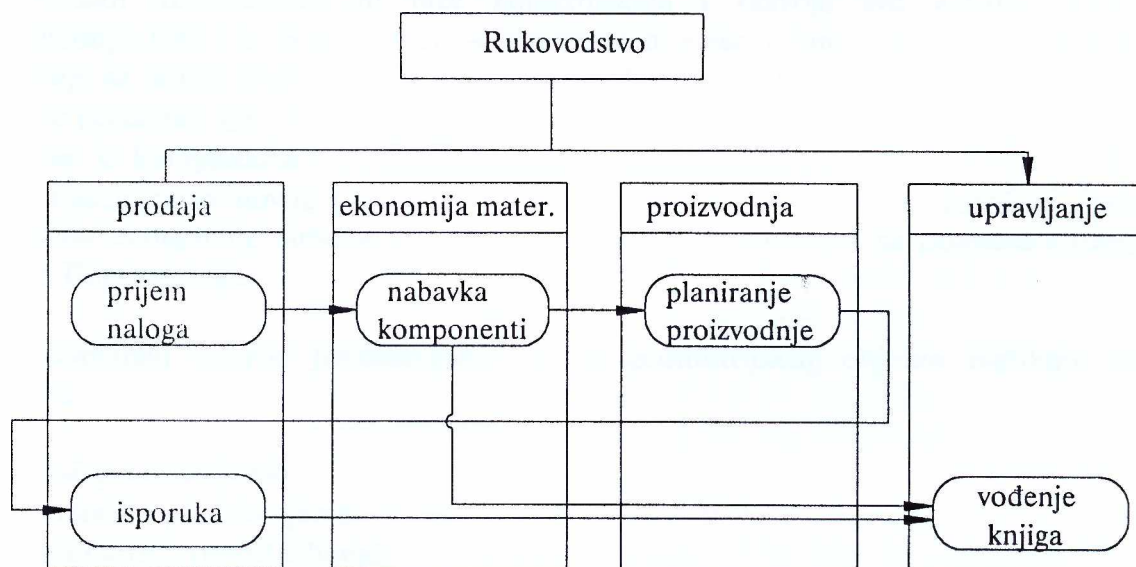 Rukovodstvo
prodaja
ekonomija mater.
proizvodnja
upravljanje
prijem
naloga
nabavka
komponenti
planiranje
proizvodnje
isporuka
vođenje
knjiga